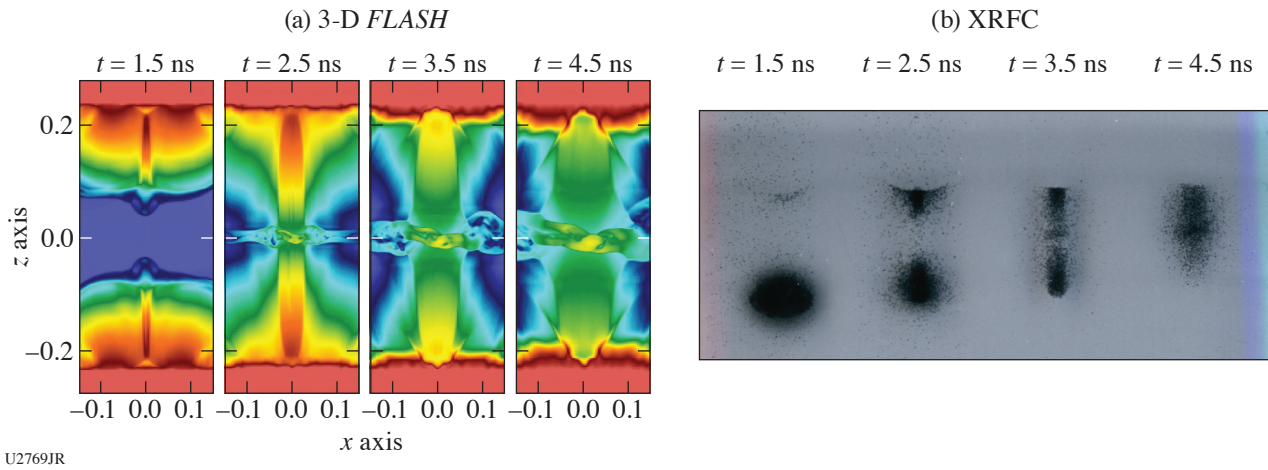 (a) 3-D FLASH
(b) XRFC
t = 1.5 ns t = 2.5 ns t = 3.5 ns t = 4.5 ns
t = 1.5 ns t = 2.5 ns t = 3.5 ns t = 4.5 ns
0.2
0.0
–0.2
z axis
–0.1 0.0 0.1 –0.1 0.0 0.1 –0.1 0.0 0.1 –0.1 0.0 0.1
x axis
U2769JR